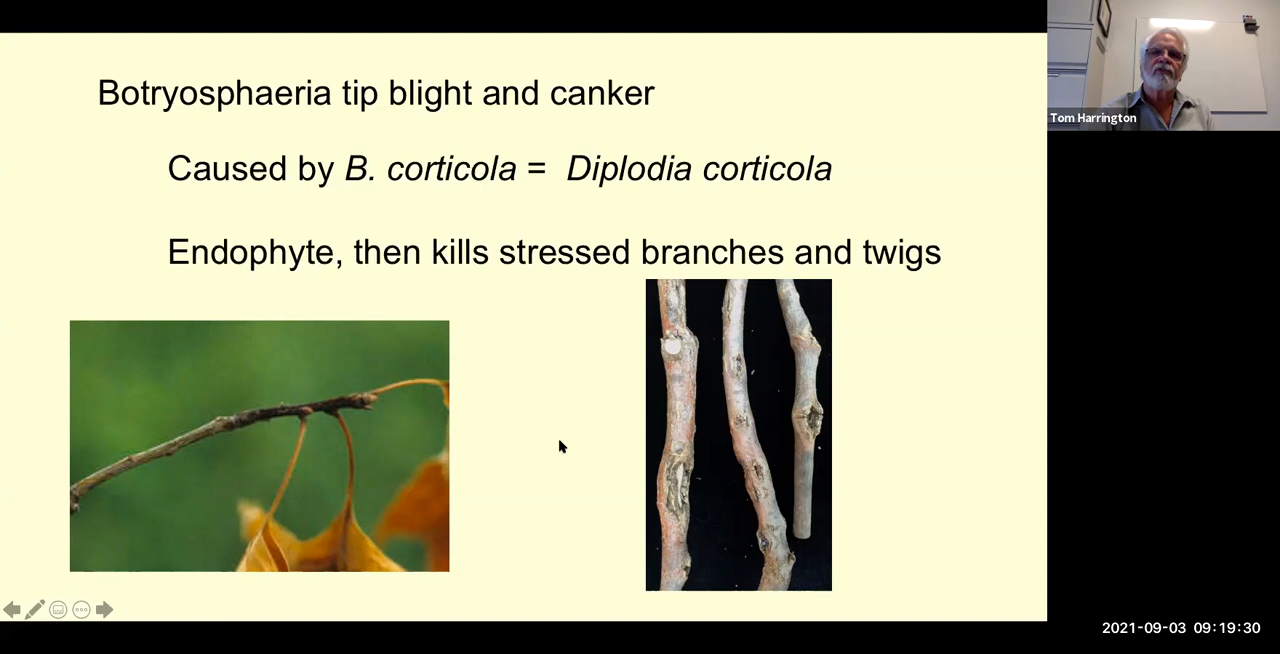 Botryosphaeria tip blight and canker
Caused by B. corticola = Diplodia corticola
Endophyte, then kills stressed branches and twigs
Tom Harrington
2021-09-03 09:19:30